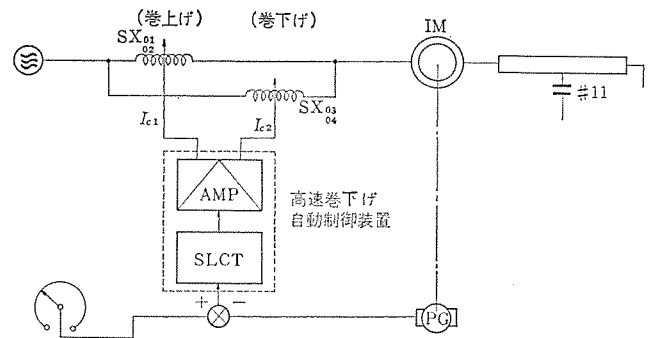 (巻上げ)
(巻下げ)
SX01
02
IM
SX03
04
#11
Ic1
Ic2
AMP
高速巻下げ
自動制御装置
SLCT
+
−
PG